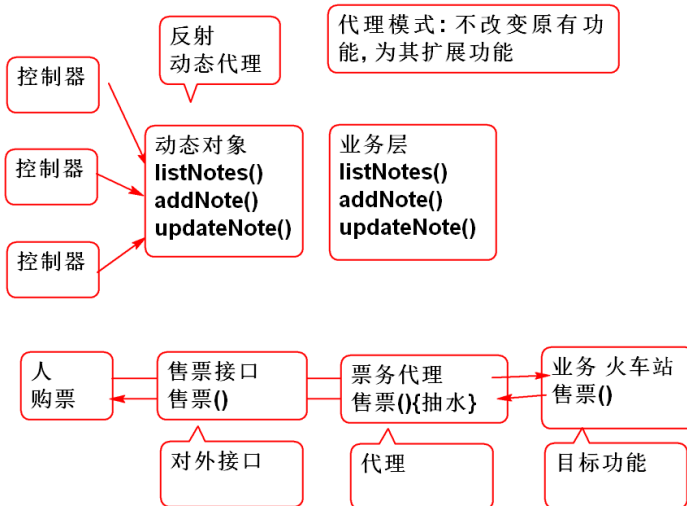 反射
动态代理
代理模式：不改变原有功
能, 为其扩展功能
控制器
控制器
控制器
动态对象
listNotes()
addNote()
updateNote()
业务层
listNotes()
addNote()
updateNote()
人
购票
售票接口
售票()
票务代理
售票(){抽水}
业务 火车站
售票()
对外接口
代理
目标功能